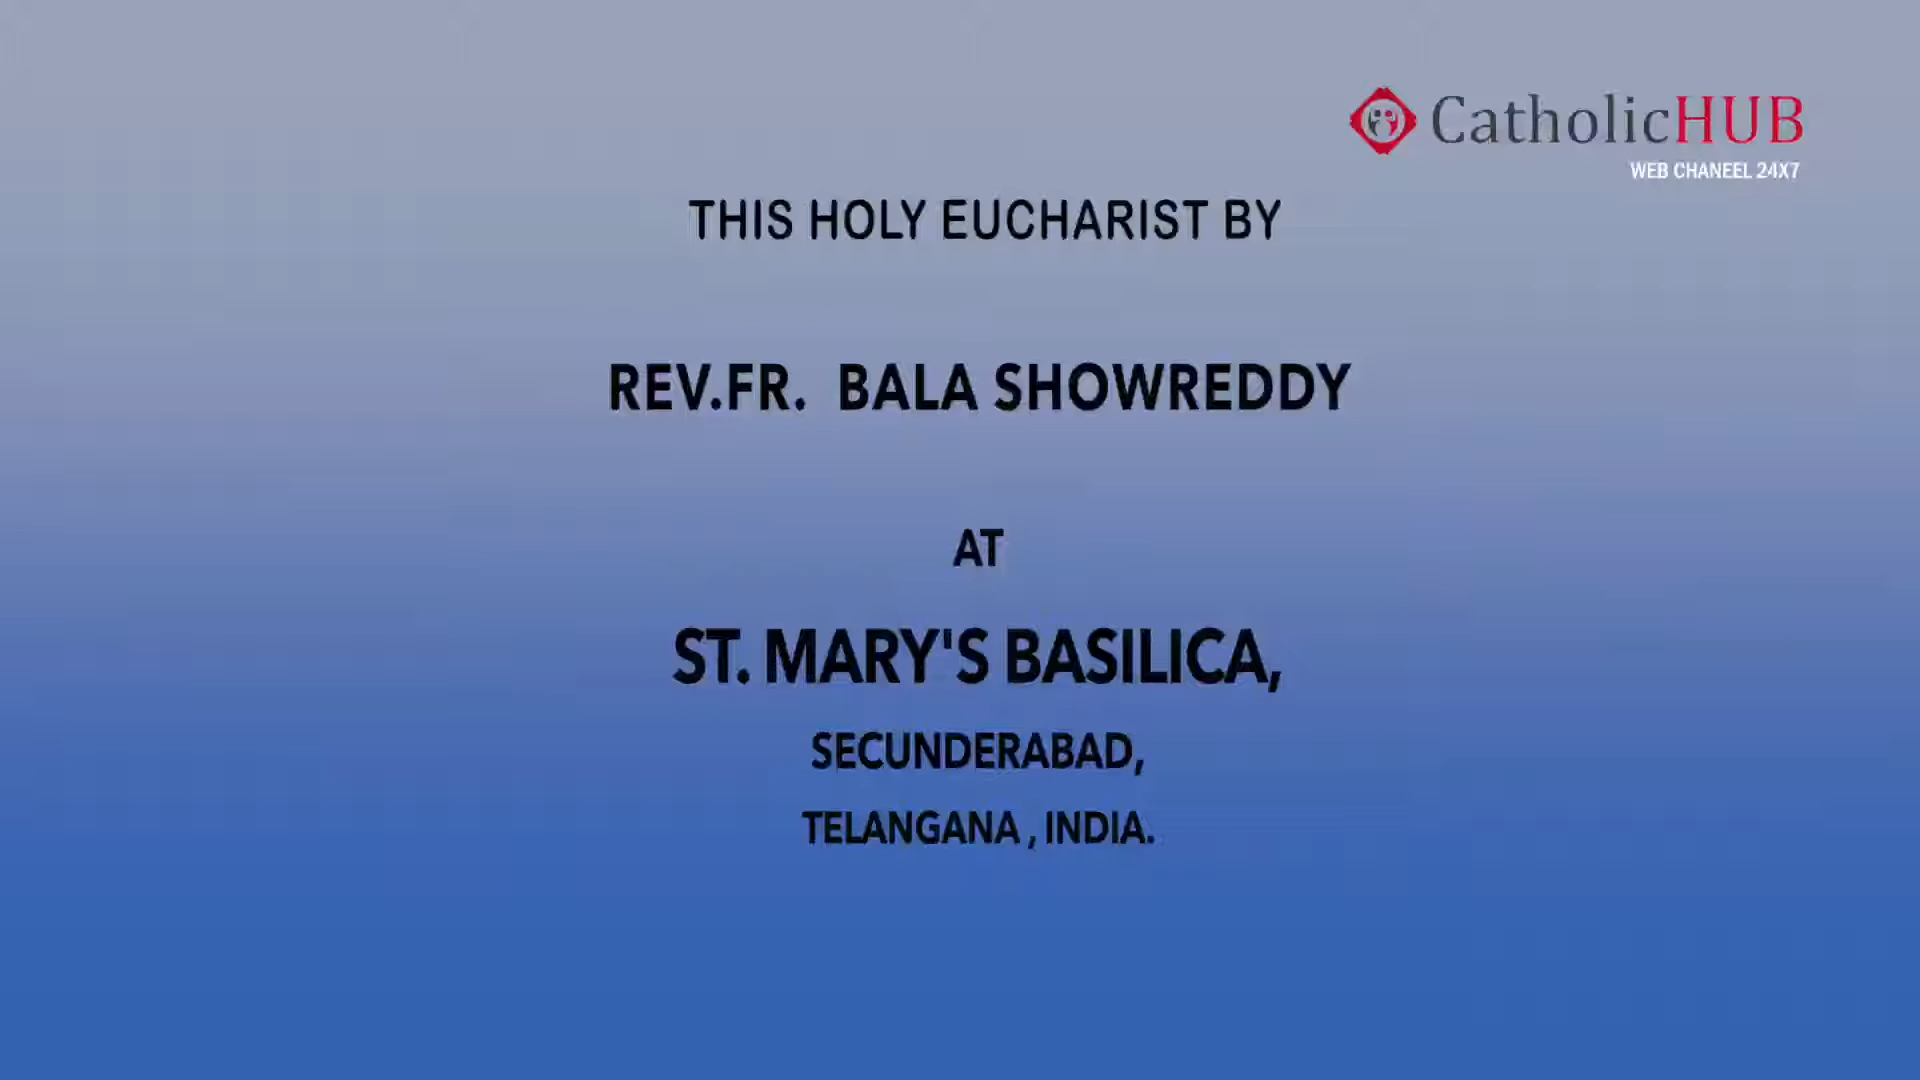 CatholicHUB
WEB CHANEEL 24X7
THIS HOLY EUCHARIST BY
REV.FR. BALA SHOWREDDY
AT
ST. MARY'S BASILICA,
SECUNDERABAD,
TELANGANA , INDIA.